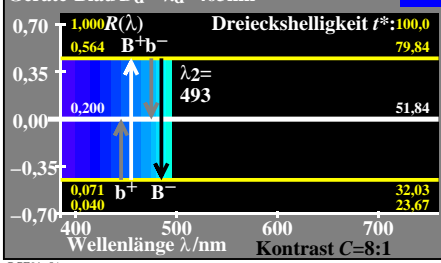 0,70 1,000 R(λ) Dreieckshelligkeit t*: 100,0
0,564 B+ b− 79,84
0,35 λ2=
493
0,200 51,84
0,00
−0,35
0,071 b+ B− 32,03
−0,70 0,040 23,67
400 500 600 700
Wellenlänge λ/nm Kontrast C=8:1